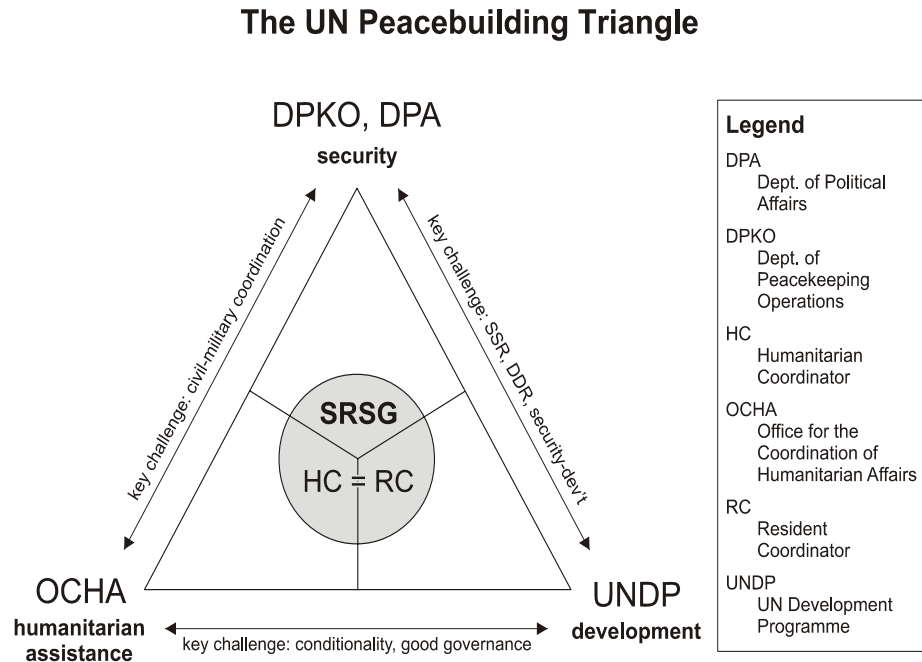 The UN Peacebuilding Triangle
DPKO, DPA
security
key challenge: civil-military coordination
key challenge: SSR, DDR, security-dev't
SRSG
HC = RC
OCHA
humanitarian
assistance
key challenge: conditionality, good governance
UNDP
development
Legend
DPA
Dept. of Political
Affairs
DPKO
Dept. of
Peacekeeping
Operations
HC
Humanitarian
Coordinator
OCHA
Office for the
Coordination of
Humanitarian Affairs
RC
Resident
Coordinator
UNDP
UN Development
Programme